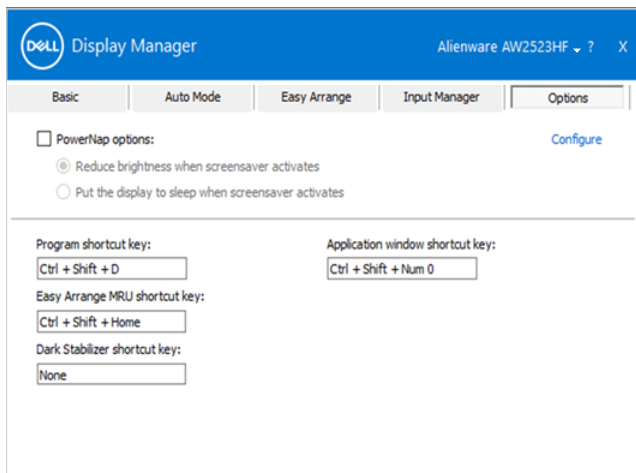 DELL Display Manager Alienware AW2523HF ? X
Basic Auto Mode Easy Arrange Input Manager Options
PowerNap options: Configure
Reduce brightness when screensaver activates
Put the display to sleep when screensaver activates
Program shortcut key: Application window shortcut key:
Ctrl + Shift + D Ctrl + Shift + Num 0
Easy Arrange MRU shortcut key:
Ctrl + Shift + Home
Dark Stabilizer shortcut key:
None